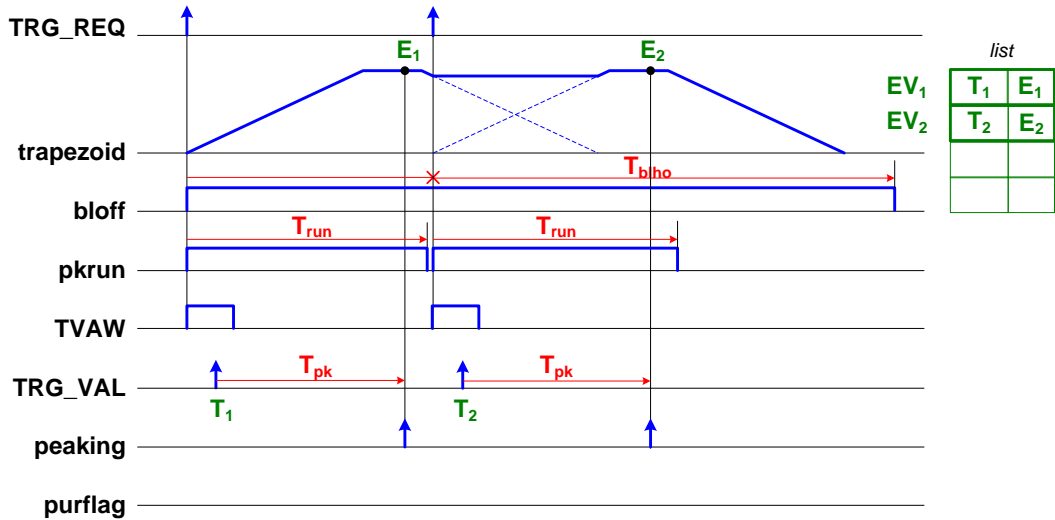 TRG_REQ
E1 E2
list
EV1 T1 E1
EV2 T2 E2
trapezoid
Tblho
bloff
Trun Trun
pkrun
TVAW
Tpk Tpk
TRG_VAL
T1 T2
peaking
purflag